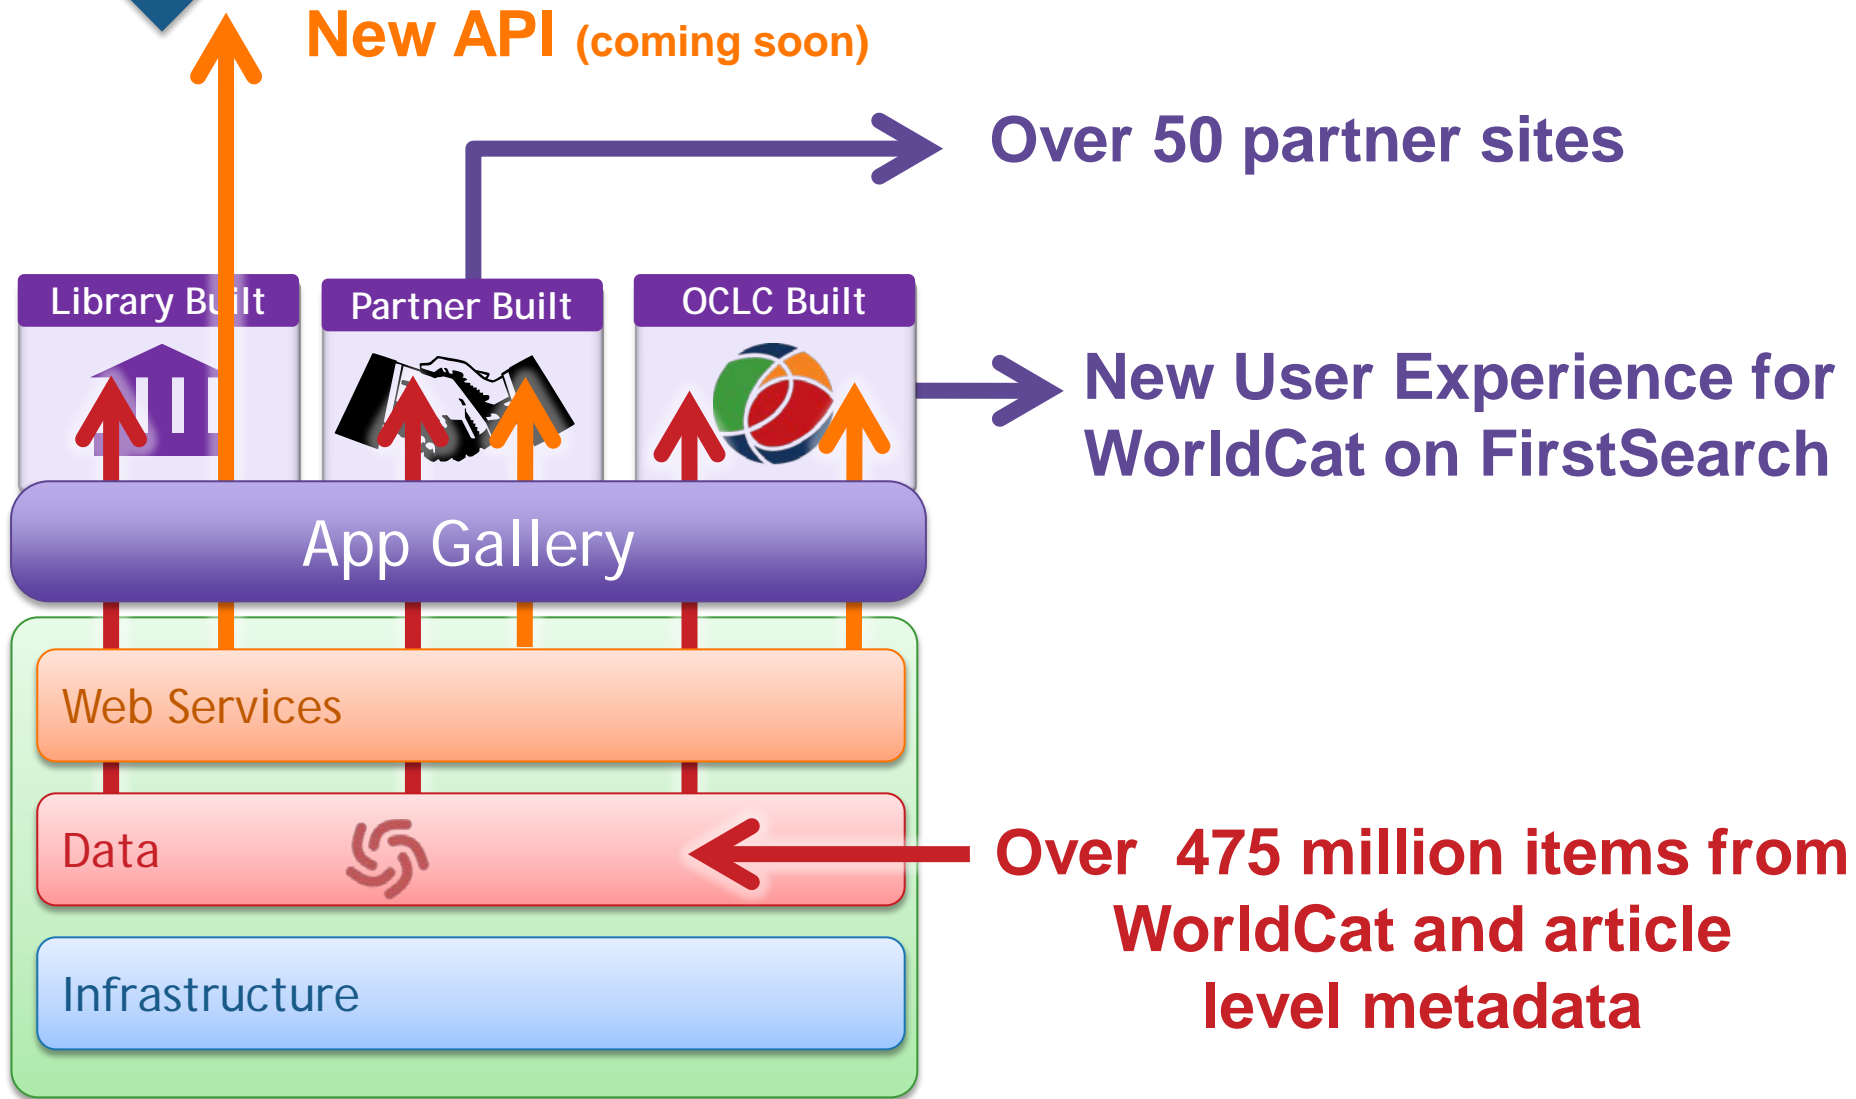 New API (coming soon)
Over 50 partner sites
Library Built
Partner Built
OCLC Built
New User Experience for
WorldCat on FirstSearch
App Gallery
Web Services
Data
Over 475 million items from
WorldCat and article
level metadata
Infrastructure